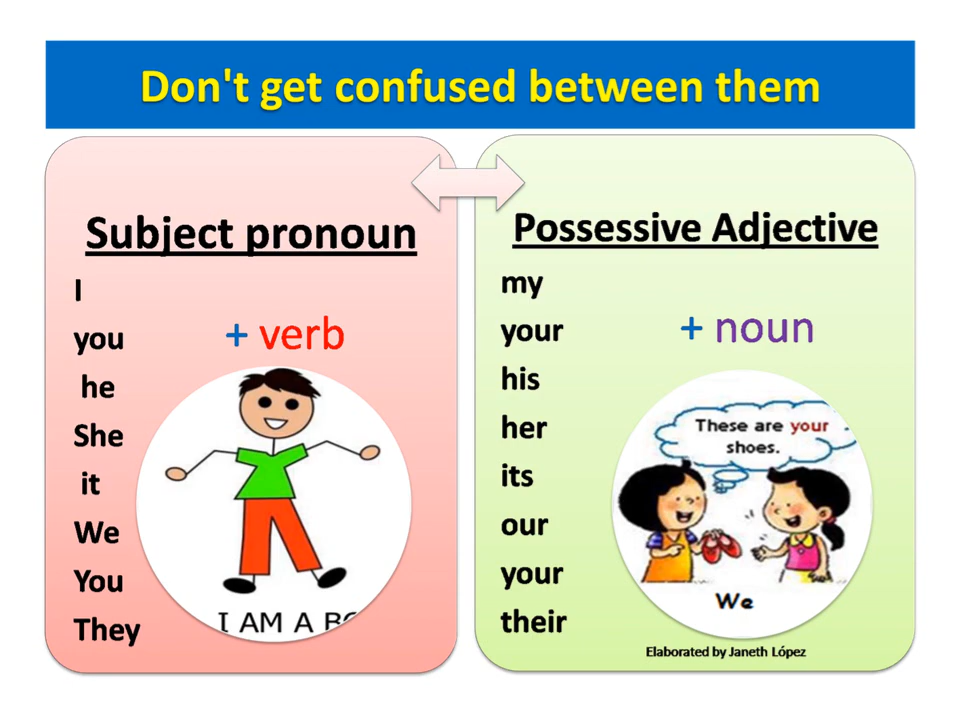 Don't get confused between them
Subject pronoun
I
you
he
She
it
We
You
They
+ verb
I AM A
Possessive Adjective
my
your
his
her
its
our
your
their
+ noun
These are your
shoes.
We
Elaborated by Janeth López